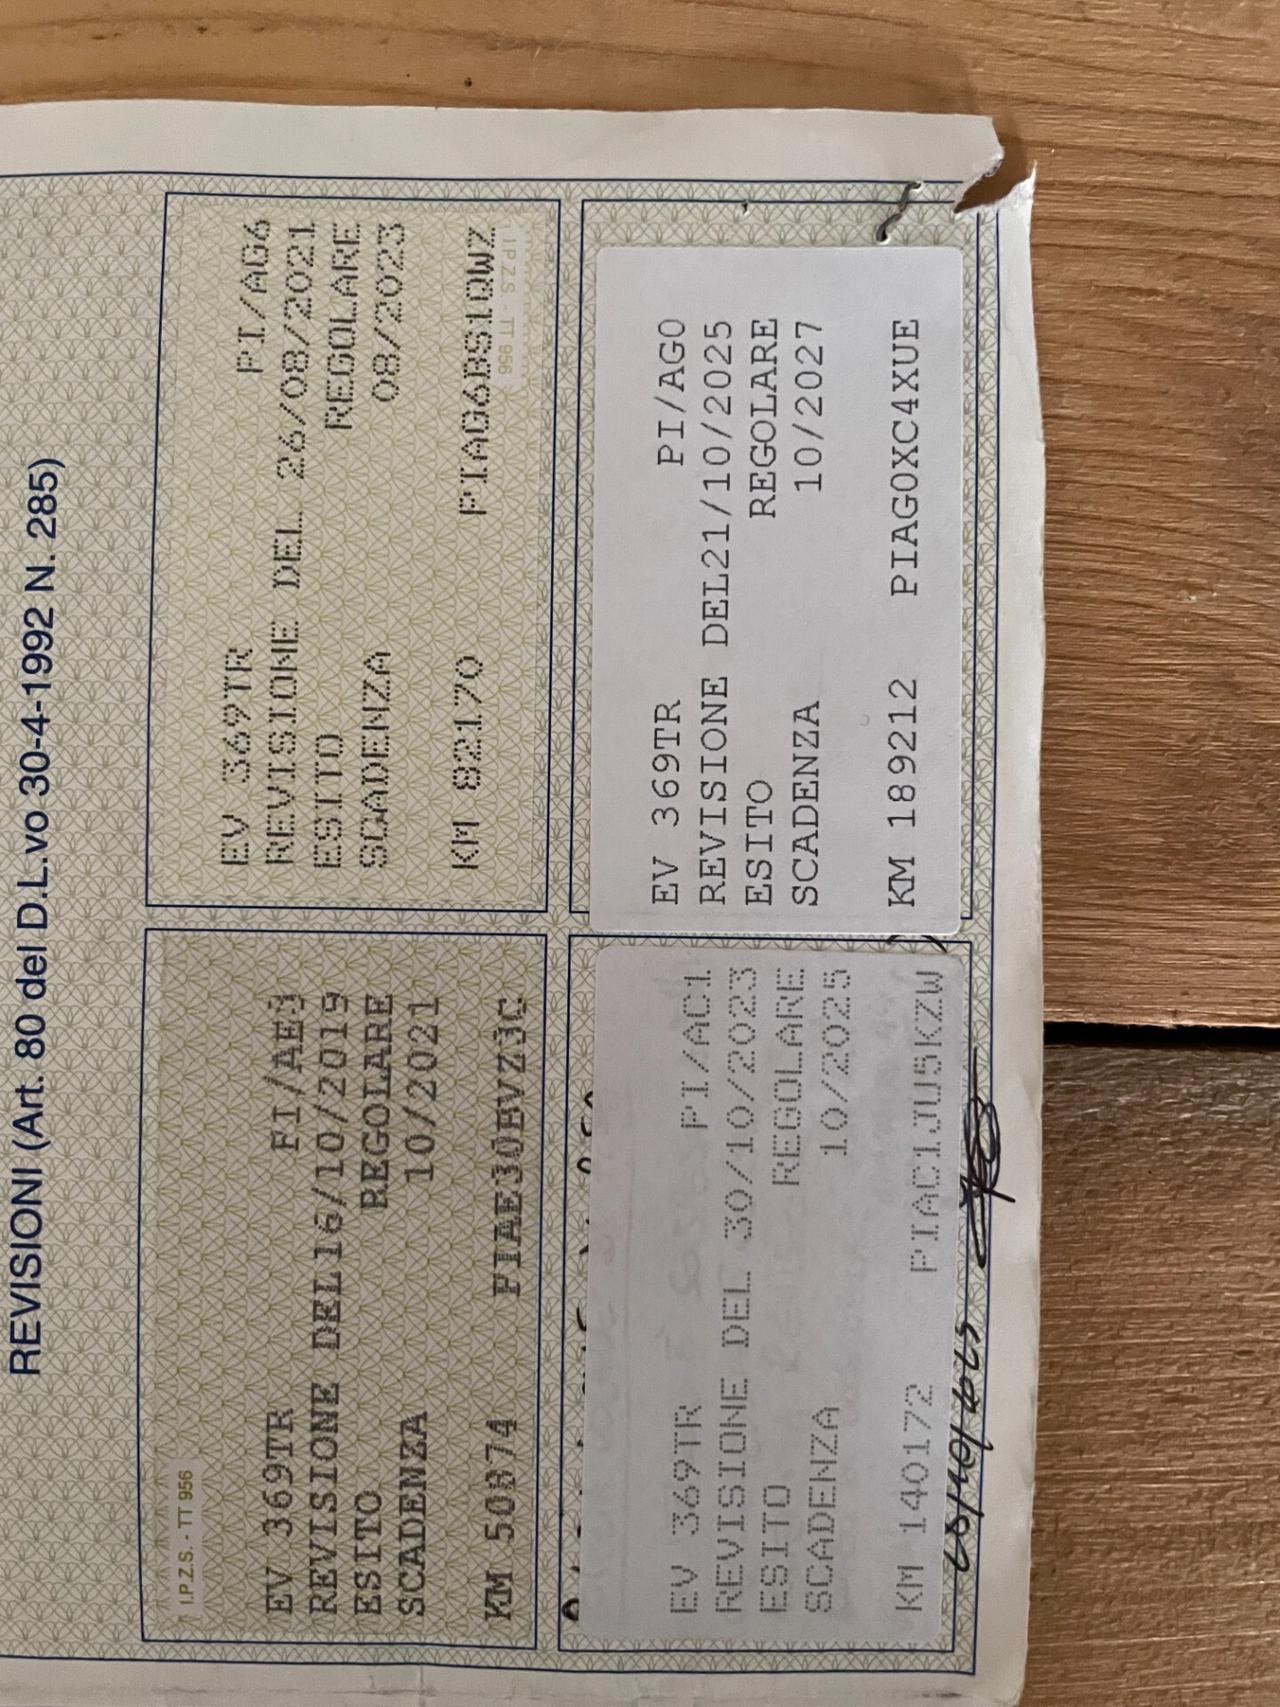 REVISIONI (Art. 80 del D.L.vo 30-4-1992 N. 285)
I.P.Z.S. - TT 956
EV 369TR PI/AE3
REVISIONE DEL16/10/2019
ESITO REGOLARE
SCADENZA 10/2021
KM 50874 PIAE30BVZ3C
EV 369TR PI/AG6
REVISIONE DEL 26/08/2021
ESITO REGOLARE
SCADENZA 08/2023
KM 82170 PIAG6BS1QWZ
I.P.Z.S. - TT 956
EV 369TR PI/AC1
REVISIONE DEL 30/10/2023
ESITO REGOLARE
SCADENZA 10/2025
KM 140172 PIAC1JU5KZW
EV 369TR PI/AG0
REVISIONE DEL21/10/2025
ESITO REGOLARE
SCADENZA 10/2027
KM 189212 PIAG0XC4XUE